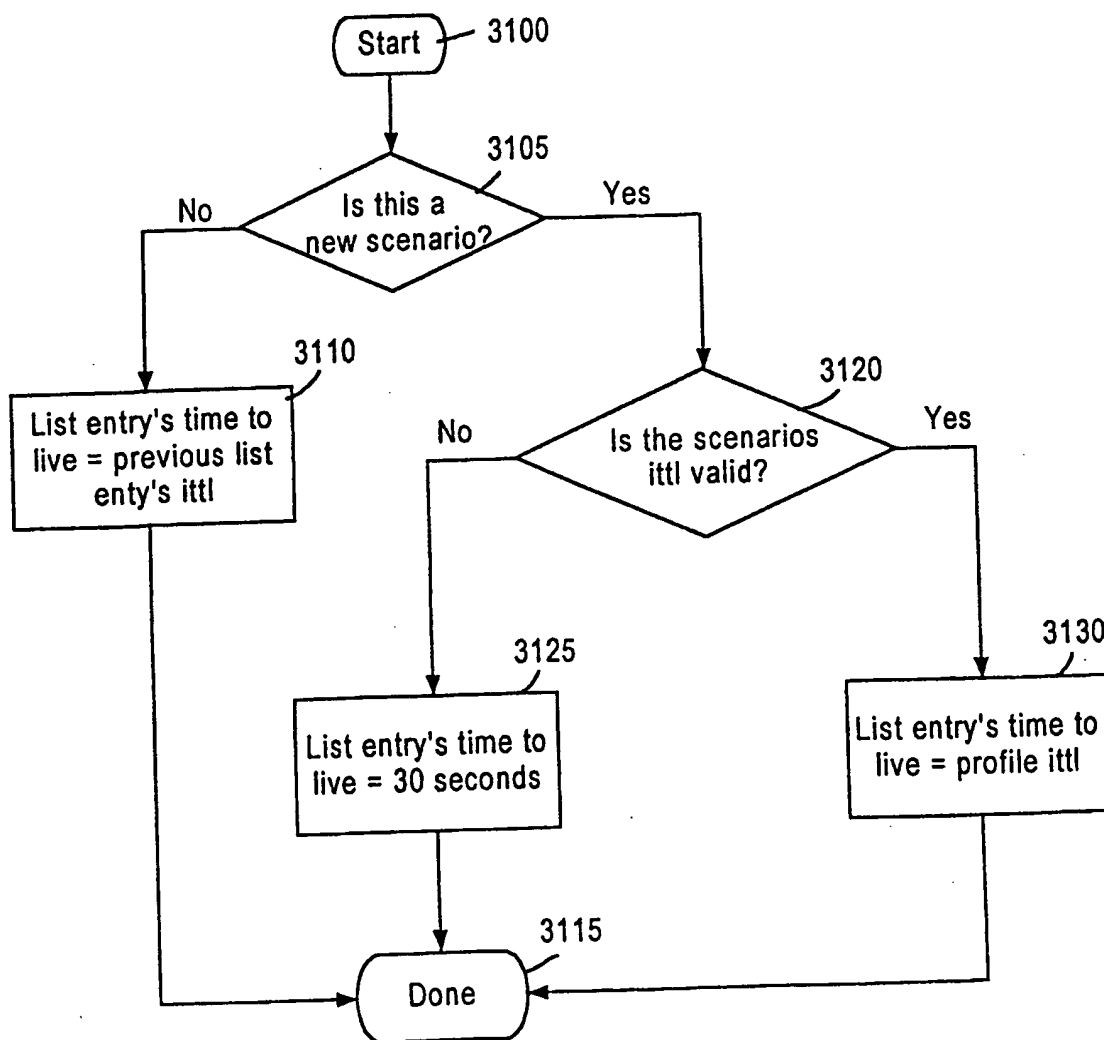 Start
3100
3105
Is this a
new scenario?
No
Yes
3110
List entry's time to
live = previous list
enty's ittl
3120
Is the scenarios
ittl valid?
No
Yes
3125
List entry's time to
live = 30 seconds
3130
List entry's time to
live = profile ittl
3115
Done